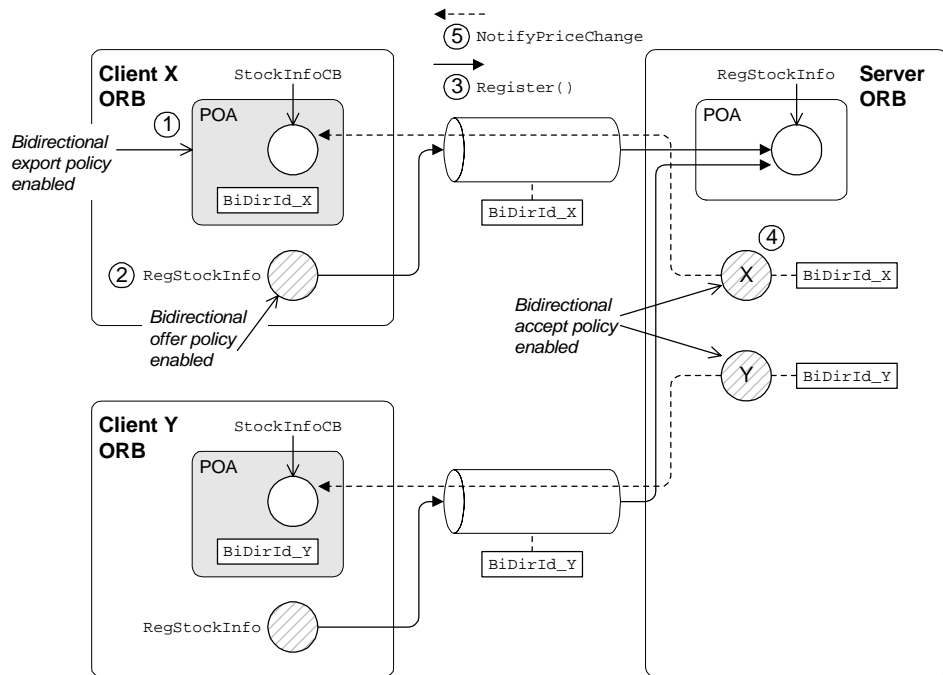 5 NotifyPriceChange
3 Register()
Client X
ORB
StockInfoCB
1
POA
Bidirectional
export policy
enabled
BiDirId_X
2 RegStockInfo
Bidirectional
offer policy
enabled
BiDirId_X
Server
ORB
RegStockInfo
POA
4
X
BiDirId_X
Bidirectional
accept policy
enabled
Y
BiDirId_Y
Client Y
ORB
StockInfoCB
POA
BiDirId_Y
RegStockInfo
BiDirId_Y